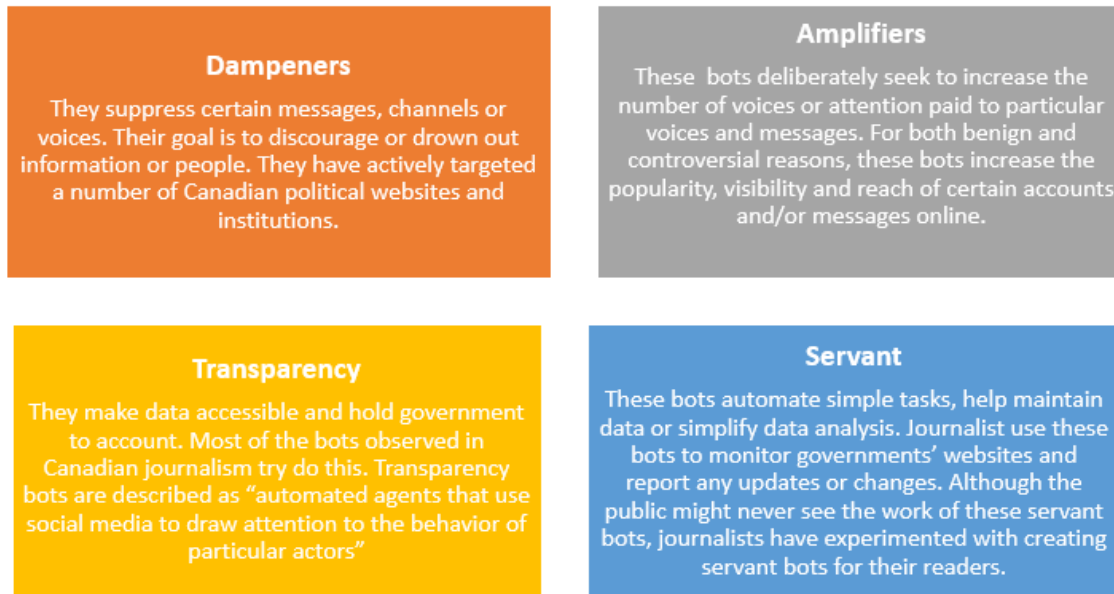 Dampeners
They suppress certain messages, channels or
voices. Their goal is to discourage or drown out
information or people. They have actively targeted
a number of Canadian political websites and
institutions.
Amplifiers
These bots deliberately seek to increase the
number of voices or attention paid to particular
voices and messages. For both benign and
controversial reasons, these bots increase the
popularity, visibility and reach of certain accounts
and/or messages online.
Transparency
They make data accessible and hold government
to account. Most of the bots observed in
Canadian journalism try do this. Transparency
bots are described as “automated agents that use
social media to draw attention to the behavior of
particular actors”
Servant
These bots automate simple tasks, help maintain
data or simplify data analysis. Journalist use these
bots to monitor governments’ websites and
report any updates or changes. Although the
public might never see the work of these servant
bots, journalists have experimented with creating
servant bots for their readers.